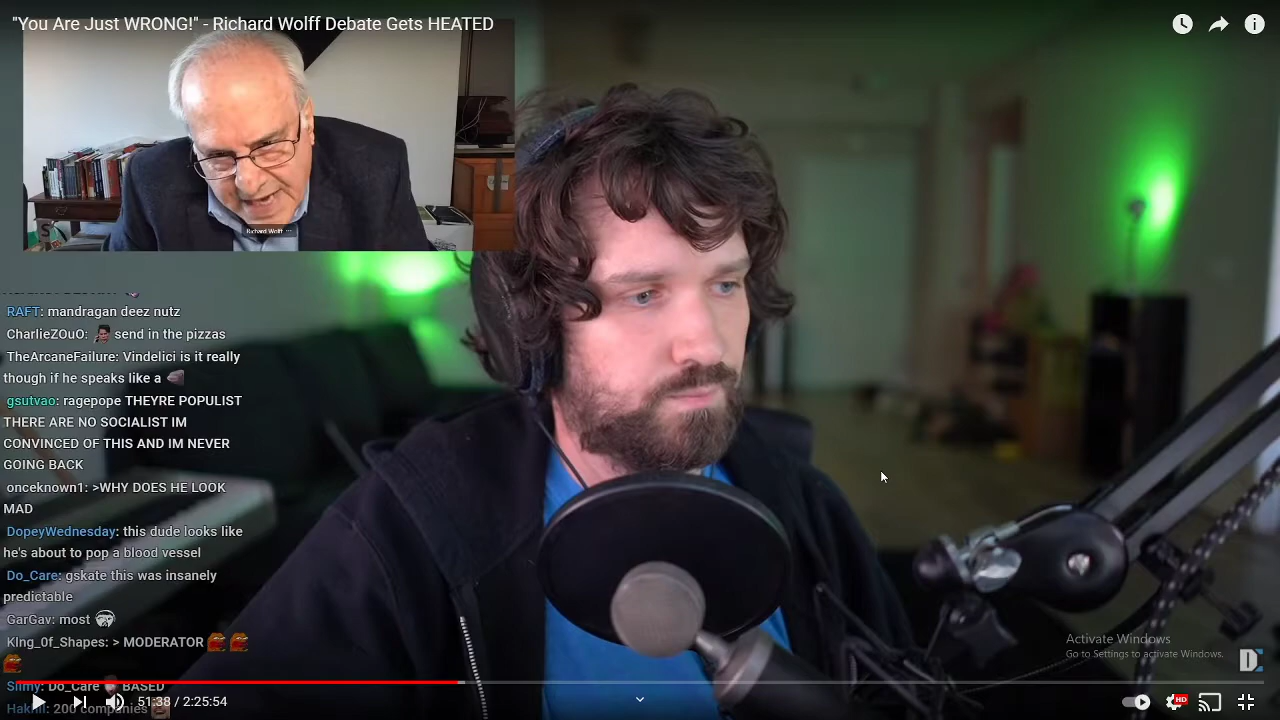 "You Are Just WRONG!" - Richard Wolff Debate Gets HEATED
Richard Wolff
RAFT: mandragan deez nutz
CharlieZOuO: send in the pizzas
TheArcaneFailure: Vindelici is it really
though if he speaks like a
gsutvao: ragepope THEYRE POPULIST
THERE ARE NO SOCIALIST IM
CONVINCED OF THIS AND IM NEVER
GOING BACK
onceknown1: >WHY DOES HE LOOK
MAD
DopeyWednesday: this dude looks like
he's about to pop a blood vessel
Do_Care: gskate this was insanely
predictable
GarGav: most
KIng_0f_Shapes: > MODERATOR
Slimy: Do_Care BASED
200 companies
Activate Windows
Go to Settings to activate Windows.
D
51:38 / 2:25:54
HD